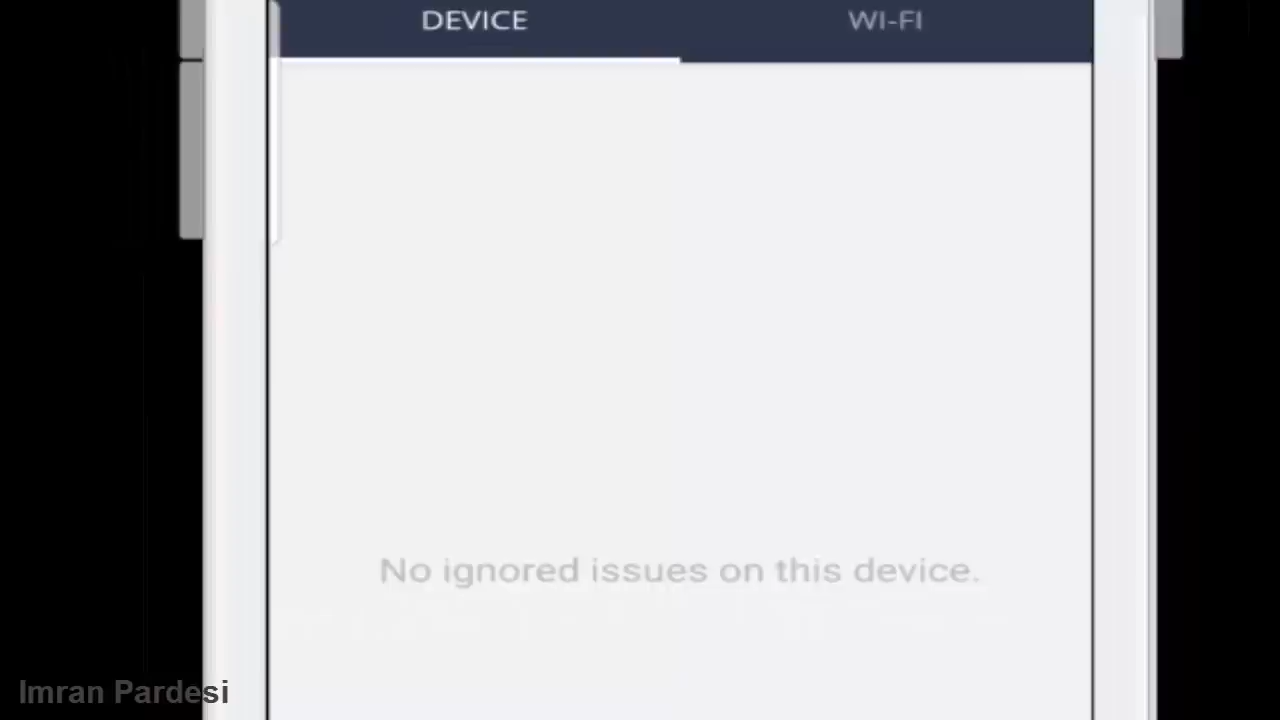 DEVICE WI-FI
No ignored issues on this device.
Imran Pardesi